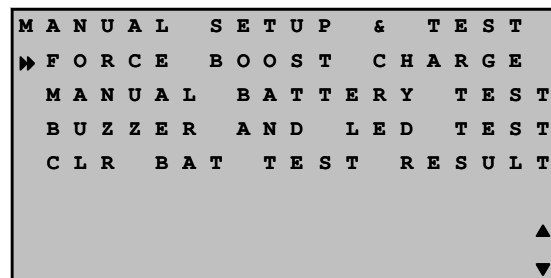 MANUAL SETUP & TEST
FORCE BOOST CHARGE
MANUAL BATTERY TEST
BUZZER AND LED TEST
CLR BAT TEST RESULT